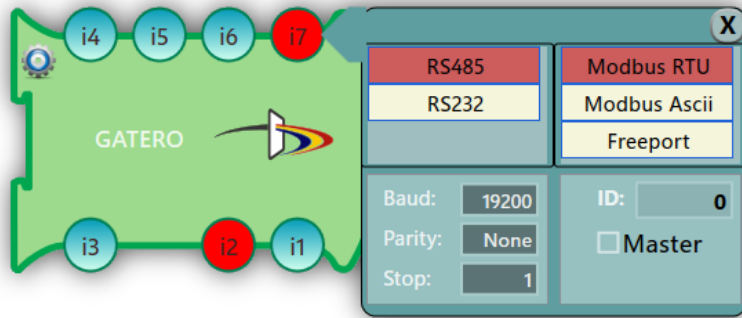 i4 i5 i6 i7
X
RS485
RS232
Modbus RTU
Modbus Ascii
Freeport
GATERO
Baud: 19200
Parity: None
Stop: 1
ID: 0
Master
i3 i2 i1